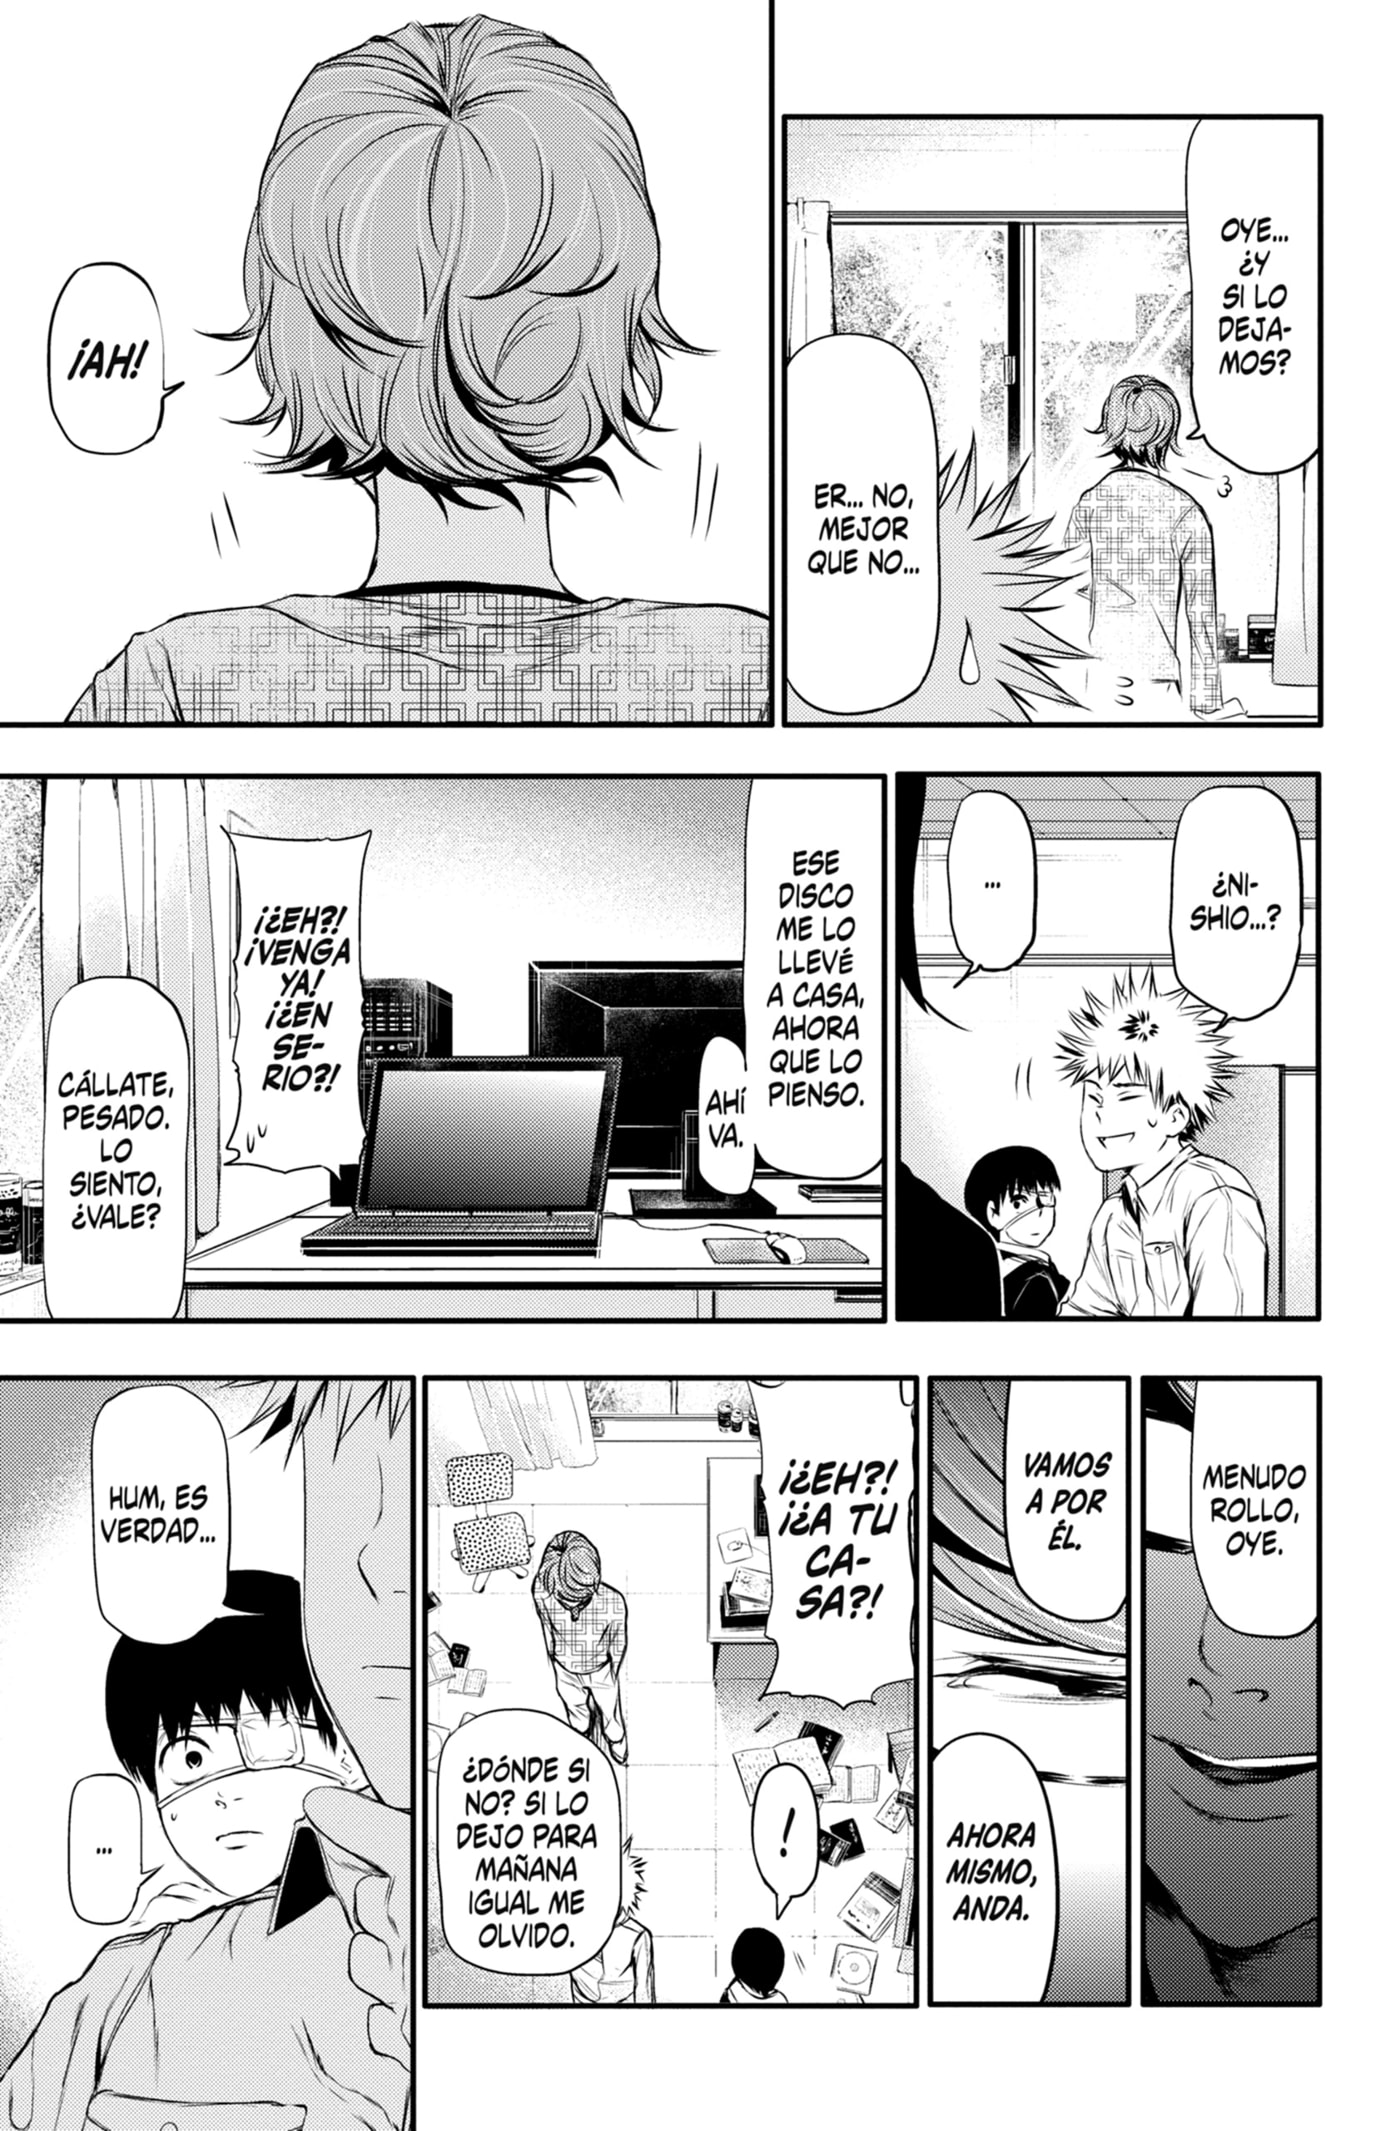 OYE...
¿Y
SI LO
DEJA-
MOS?
ER... NO,
MEJOR
QUE NO...
¡AH!
¿NI-
SHIO...?
...
ESE
DISCO
ME LO
LLEVÉ
A CASA,
AHORA
QUE LO
PIENSO.
AHÍ
VA.
¡¿EH?!
¡VENGA
YA!
¡¿EN
SE-
RIO?!
CÁLLATE,
PESADO.
LO
SIENTO,
¿VALE?
MENUDO
ROLLO,
OYE.
VAMOS
A POR
ÉL.
AHORA
MISMO,
ANDA.
¡¿EH?!
¡¿A TU
CA-
SA?!
!
¿DÓNDE SI
NO? SI LO
DEJO PARA
MAÑANA
IGUAL ME
OLVIDO.
HUM, ES
VERDAD...
...